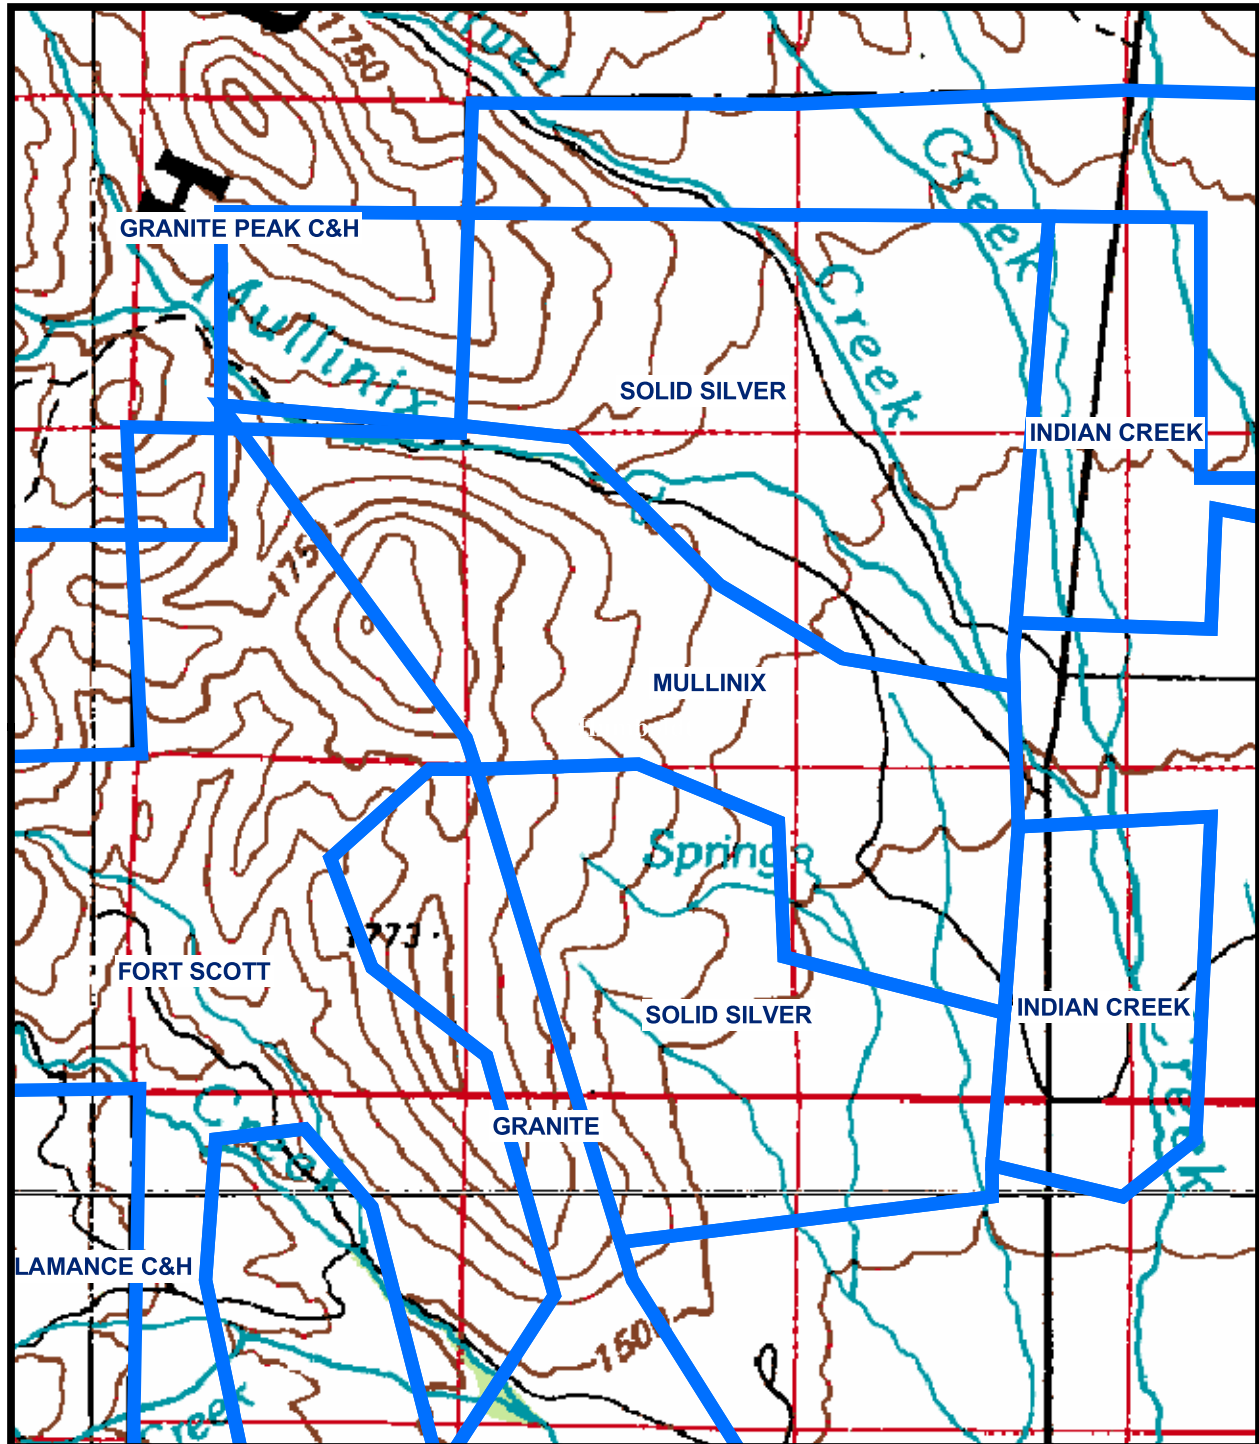 1750
Creek
H
GRANITE PEAK C&H
Mullinix
Creek
SOLID SILVER
INDIAN CREEK
175
MULLINIX
Spring
1773
FORT SCOTT
SOLID SILVER
INDIAN CREEK
Creek
Creek
GRANITE
LAMANCE C&H
150
Creek